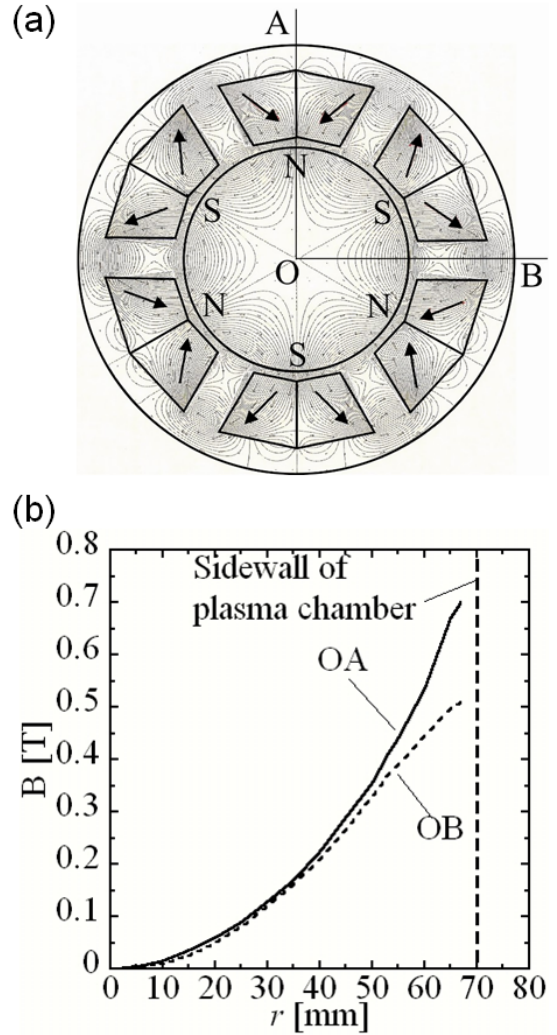 (a)
A
N
S
S
O
B
N
N
S
(b)
0.8
0.7
0.6
0.5
0.4
0.3
0.2
0.1
0
B [T]
Sidewall of
plasma chamber
OA
OB
0 10 20 30 40 50 60 70 80
r [mm]